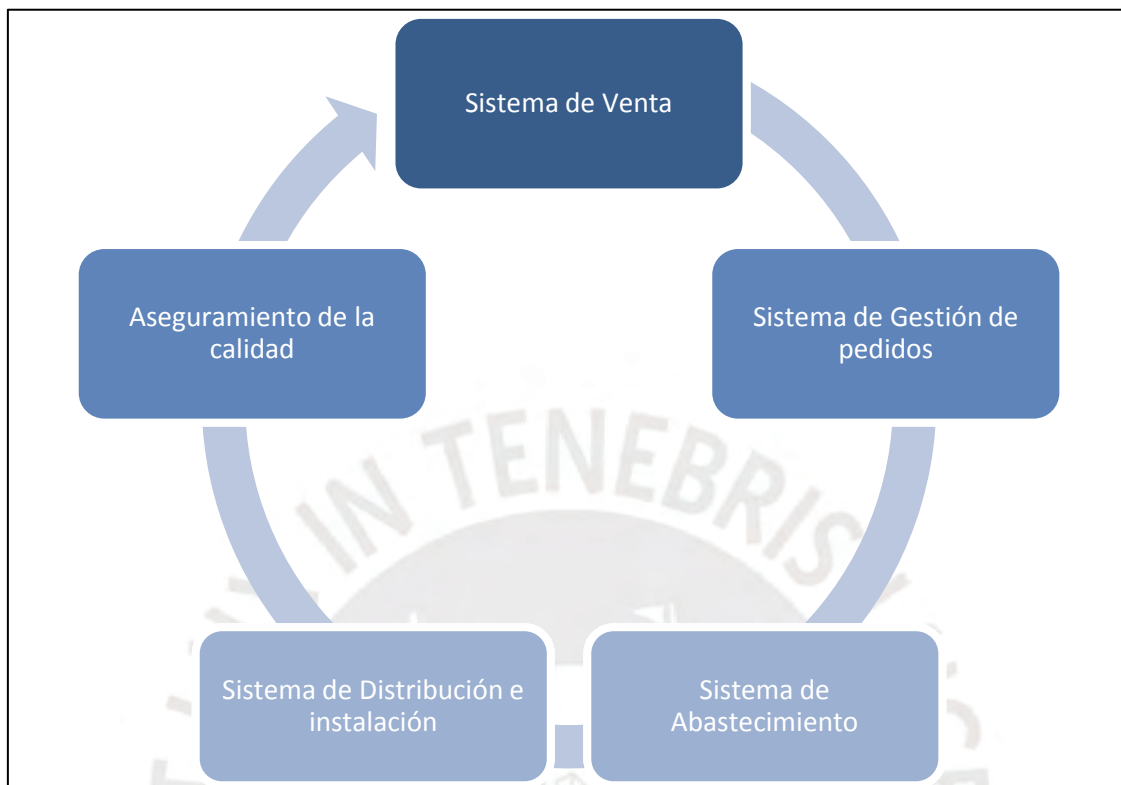 Sistema de Venta
Sistema de Gestión de
pedidos
Sistema de
Abastecimiento
Sistema de Distribución e
instalación
Aseguramiento de la
calidad
IN TENEBRIS